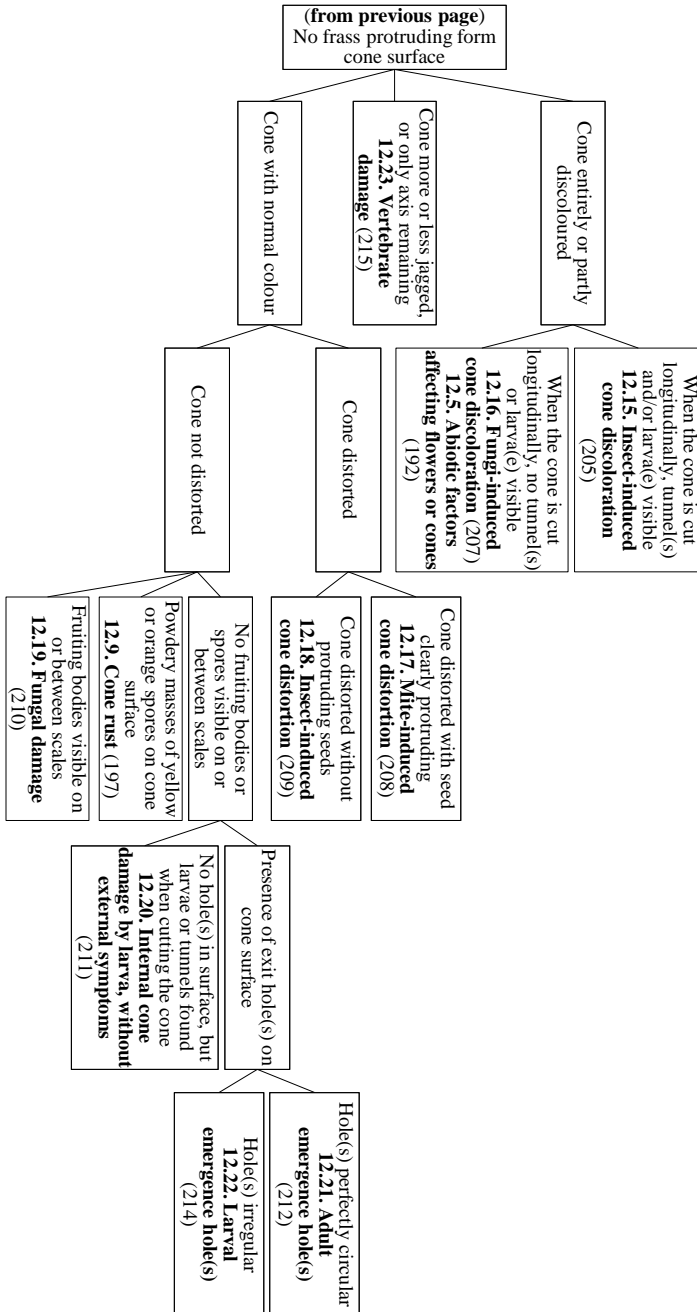 (from previous page)
No frass protruding form
cone surface
Cone entirely or partly
discoloured
When the cone is cut
longitudinally, tunnel(s)
and/or larva(e) visible
12.15. Insect-induced
cone discoloration
(205)
When the cone is cut
longitudinally, no tunnel(s)
or larva(e) visible
12.16. Fungi-induced
cone discoloration (207)
12.5. Abiotic factors
affecting flowers or cones
(192)
Cone more or less jagged,
or only axis remaining
12.23. Vertebrate
damage (215)
Cone with normal colour
Cone distorted
Cone distorted with seed
clearly protruding
12.17. Mite-induced
cone distortion (208)
Cone distorted without
protruding seeds
12.18. Insect-induced
cone distortion (209)
Cone not distorted
No fruiting bodies or
spores visible on or
between scales
Presence of exit hole(s) on
cone surface
Hole(s) perfectly circular
12.21. Adult
emergence hole(s)
(212)
Hole(s) irregular
12.22. Larval
emergence hole(s)
(214)
No hole(s) in surface, but
larvae or tunnels found
when cutting the cone
12.20. Internal cone
damage by larva, without
external symptoms
(211)
Powdery masses of yellow
or orange spores on cone
surface
12.9. Cone rust (197)
Fruiting bodies visible on
or between scales
12.19. Fungal damage
(210)